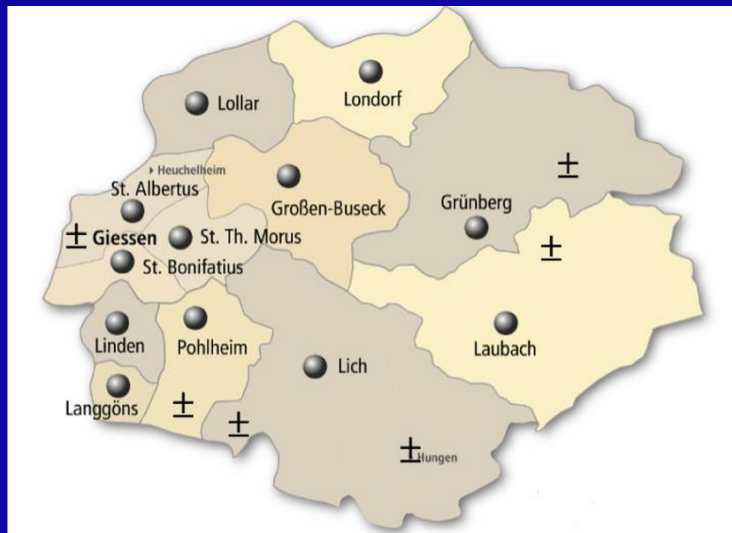 Lollar
Londorf
Heuchelheim
St. Albertus
Großen-Buseck
Grünberg
±
± Giessen
St. Th. Morus
±
St. Bonifatius
Linden
Pohlheim
Laubach
Lich
Langgöns
±
±
± Hungen